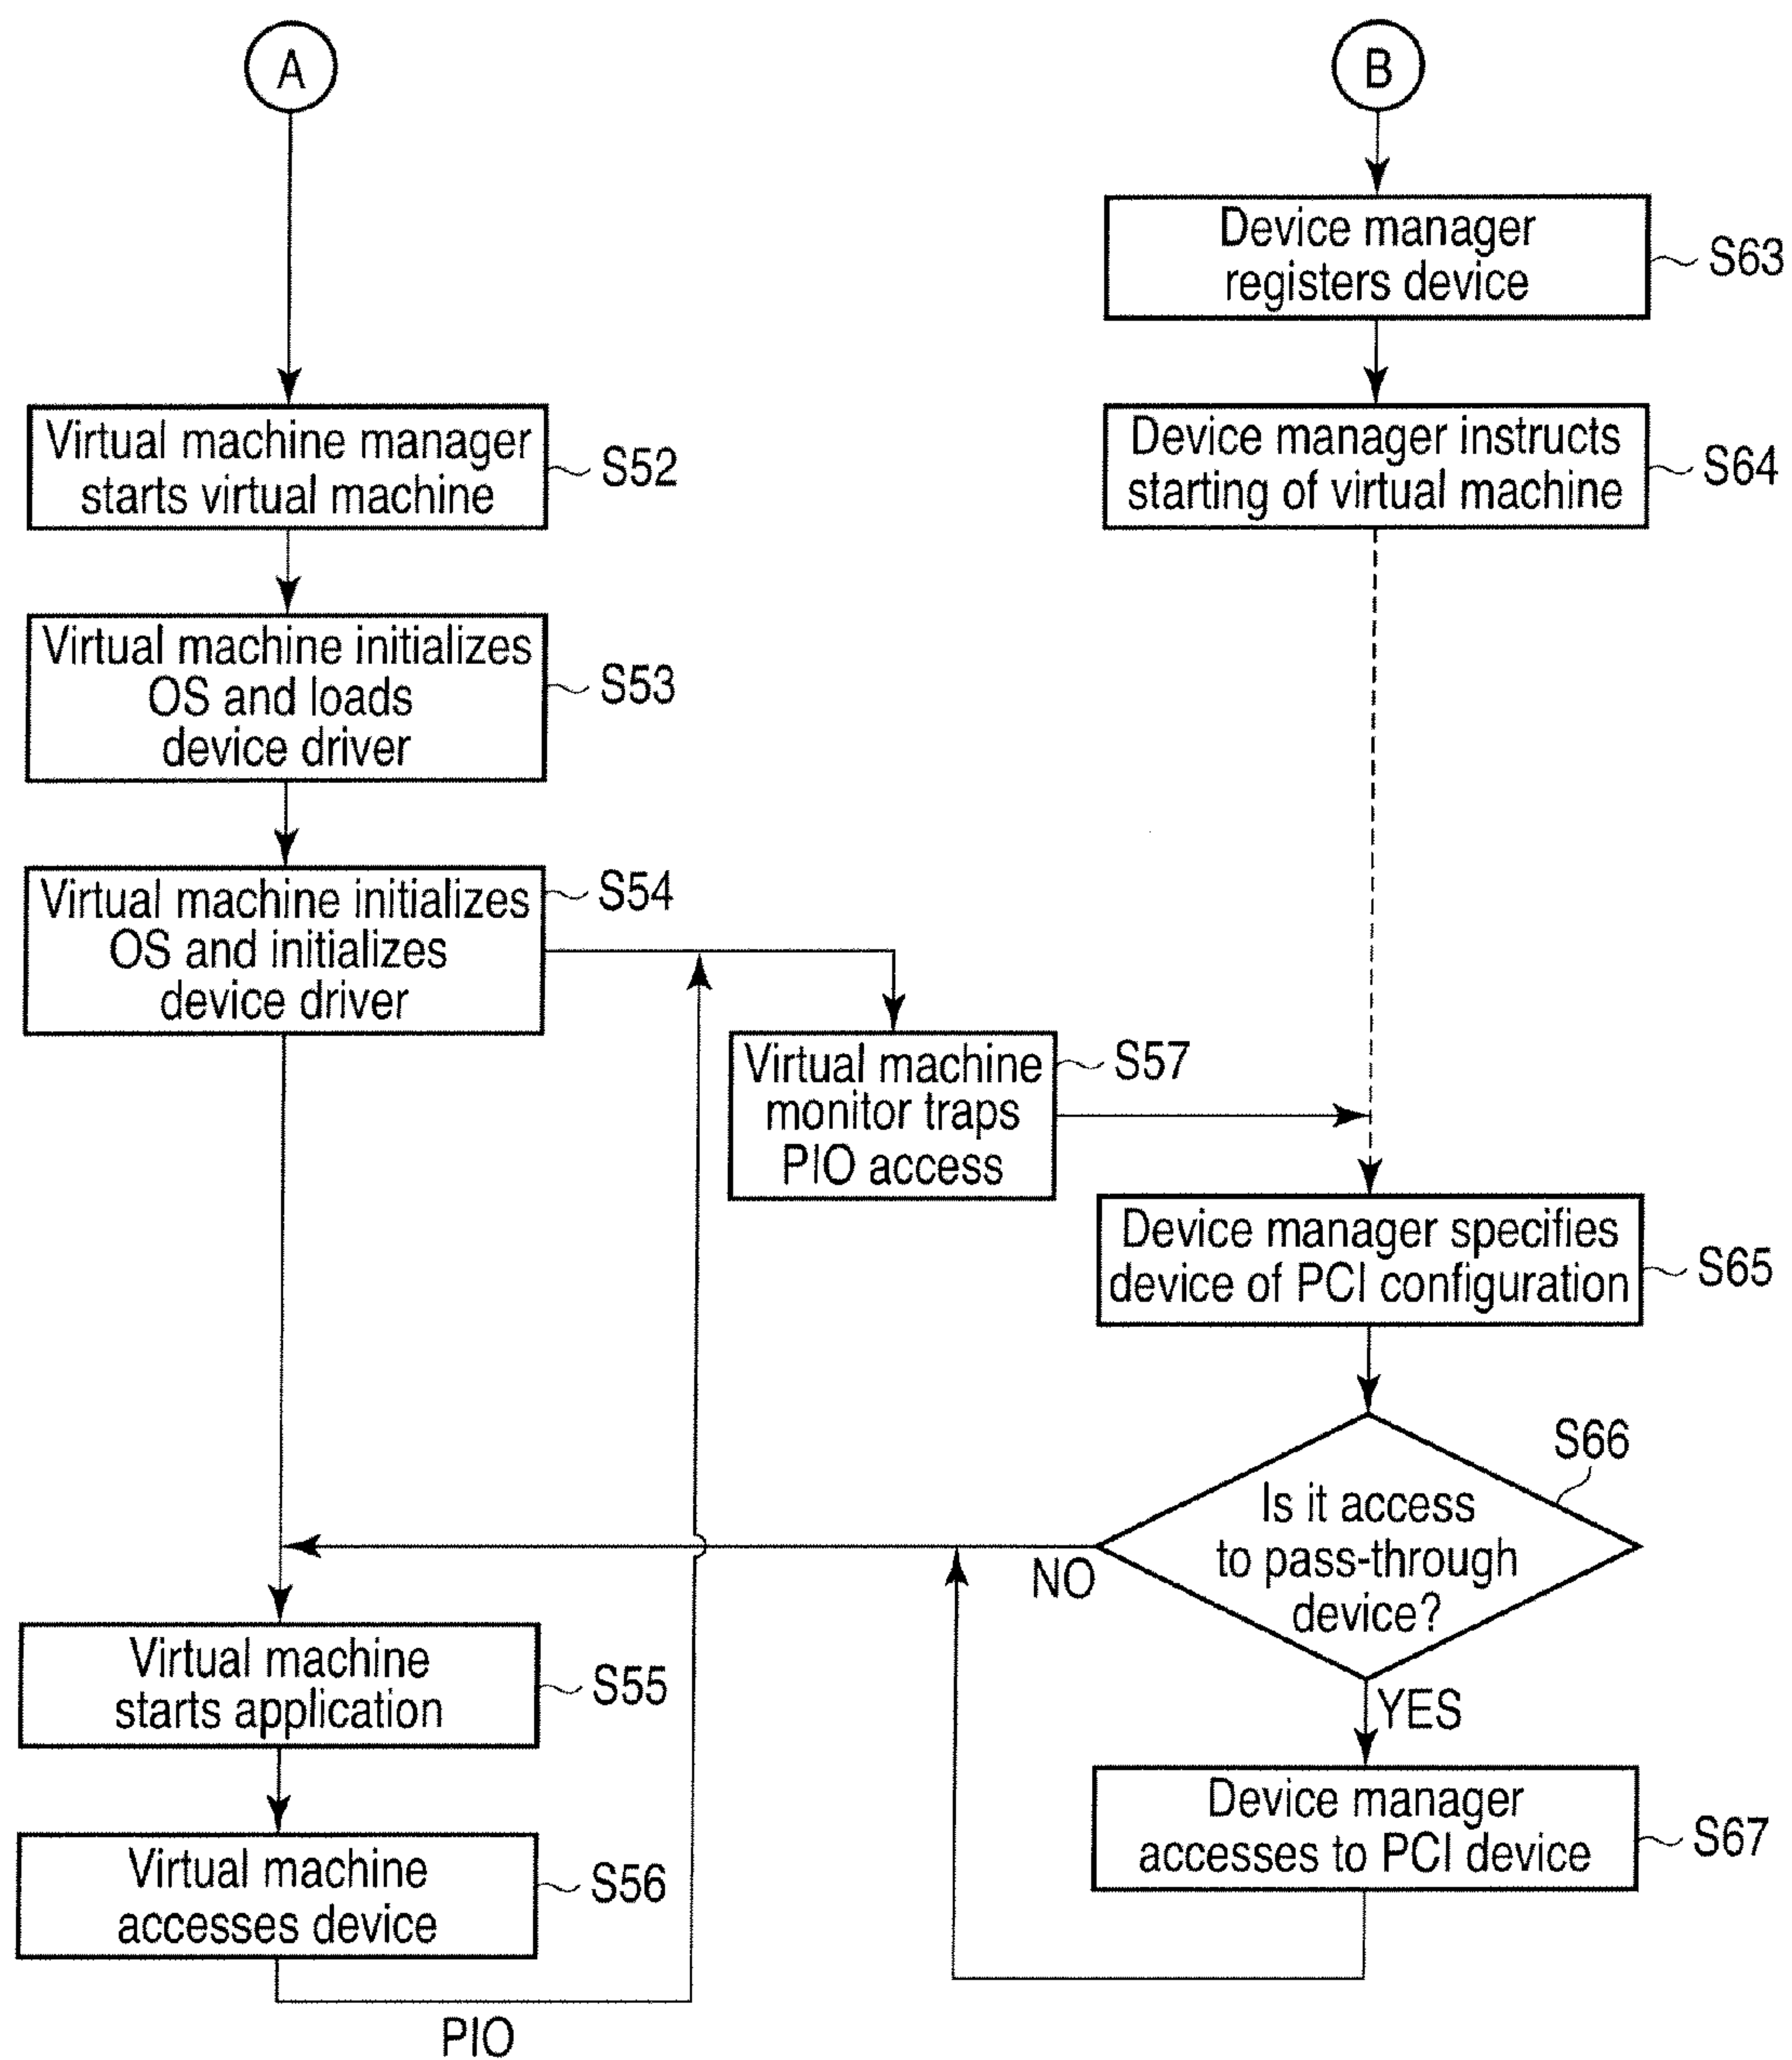 A
B
Device manager
registers device
S63
Virtual machine manager
starts virtual machine
S52
Device manager instructs
starting of virtual machine
S64
Virtual machine initializes
OS and loads
device driver
S53
Virtual machine initializes
OS and initializes
device driver
S54
Virtual machine
monitor traps
PIO access
S57
Device manager specifies
device of PCI configuration
S65
Is it access
to pass-through
device?
S66
NO
YES
Virtual machine
starts application
S55
Device manager
accesses to PCI device
S67
Virtual machine
accesses device
S56
PIO